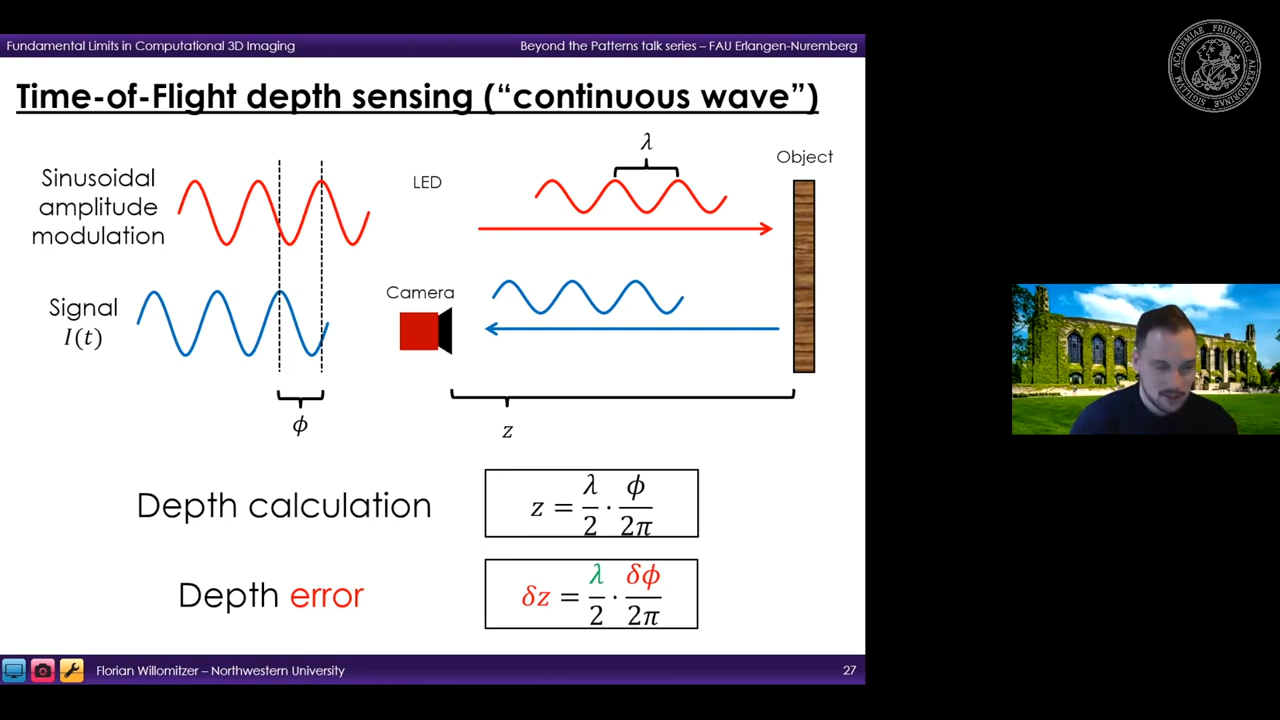 Fundamental Limits in Computational 3D Imaging
Beyond the Patterns talk series – FAU Erlangen-Nuremberg
Time-of-Flight depth sensing (“continuous wave”)
Sinusoidal
amplitude
modulation
LED
λ
Object
Signal
I(t)
Camera
ϕ
z
Depth calculation
z = λ/2 · ϕ/2π
Depth error
δz = λ/2 · δϕ/2π
Florian Willomitzer – Northwestern University
27